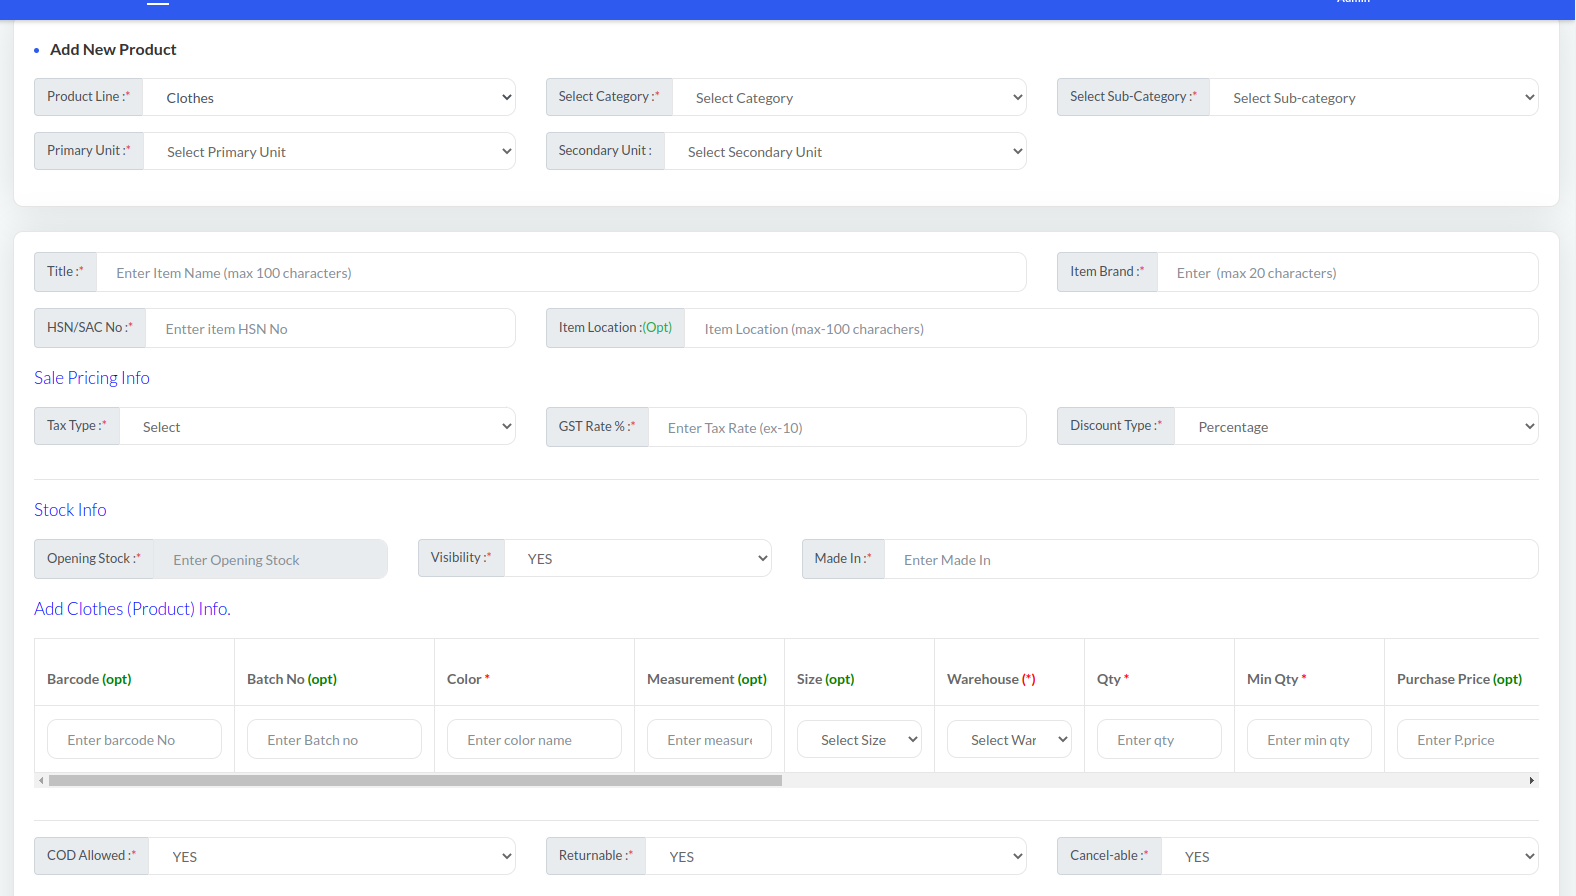 Admin
• Add New Product
Product Line :* Clothes Select Category :* Select Category Select Sub-Category :* Select Sub-category
Primary Unit :* Select Primary Unit Secondary Unit : Select Secondary Unit
Title :* Enter Item Name (max 100 characters) Item Brand :* Enter (max 20 characters)
HSN/SAC No :* Entter item HSN No Item Location :(Opt) Item Location (max-100 charachers)
Sale Pricing Info
Tax Type :* Select GST Rate % :* Enter Tax Rate (ex-10) Discount Type :* Percentage
Stock Info
Opening Stock :* Enter Opening Stock Visibility :* YES Made In :* Enter Made In
Add Clothes (Product) Info.
Barcode (opt) Batch No (opt) Color * Measurement (opt) Size (opt) Warehouse (*) Qty * Min Qty * Purchase Price (opt)
Enter barcode No Enter Batch no Enter color name Enter measure Select Size Select War Enter qty Enter min qty Enter P.price
COD Allowed :* YES Returnable :* YES Cancel-able :* YES